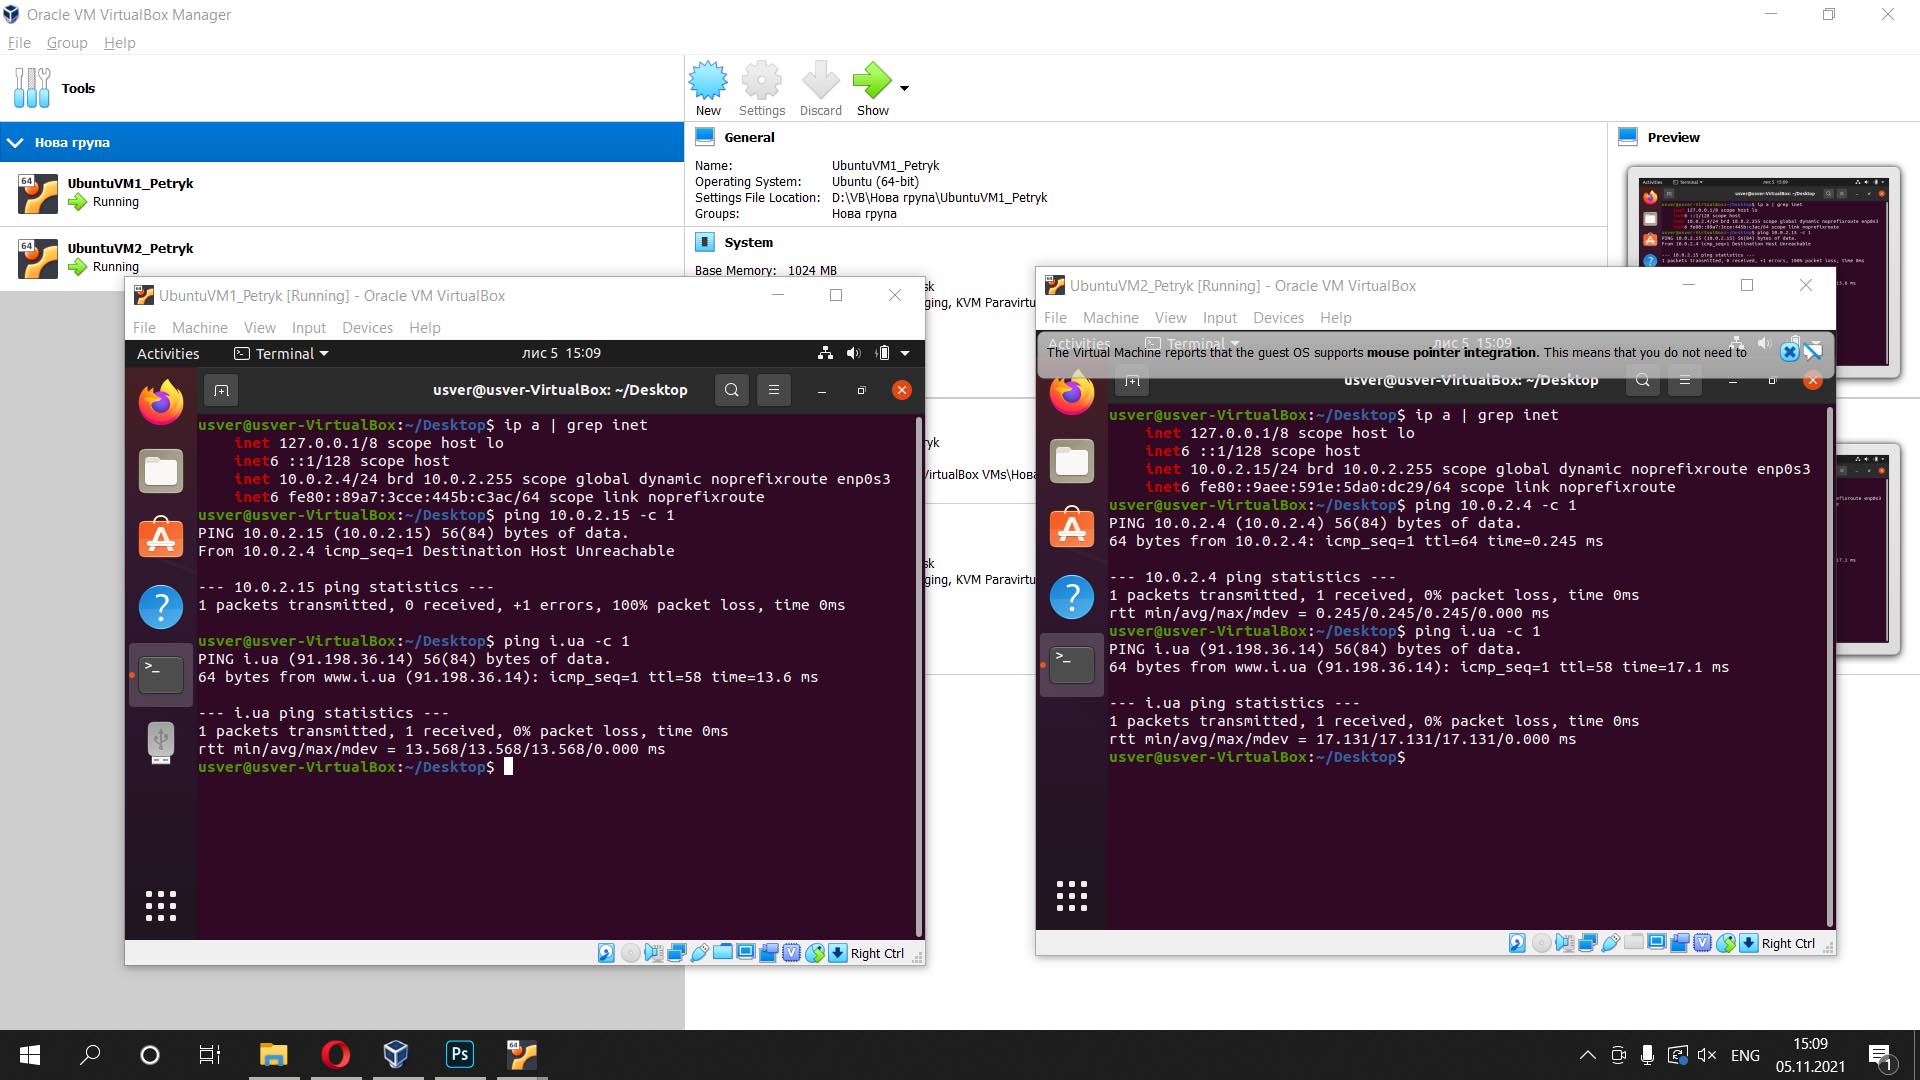 Oracle VM VirtualBox Manager
File Group Help
Tools
New Settings Discard Show
Нова група
64 UbuntuVM1_Petryk
Running
64 UbuntuVM2_Petryk
Running
General
Name: UbuntuVM1_Petryk
Operating System: Ubuntu (64-bit)
Settings File Location: D:\VB\Нова група\UbuntuVM1_Petryk
Groups: Нова група
System
Base Memory: 1024 MB
Preview
sk
ging, KVM Paravirtu
ryk
VirtualBox VMs\Нова
sk
ging, KVM Paravirtu
UbuntuVM1_Petryk [Running] - Oracle VM VirtualBox
File Machine View Input Devices Help
Activities Terminal лис 5 15:09
usver@usver-VirtualBox: ~/Desktop
usver@usver-VirtualBox:~/Desktop$ ip a | grep inet
inet 127.0.0.1/8 scope host lo
inet6 ::1/128 scope host
inet 10.0.2.4/24 brd 10.0.2.255 scope global dynamic noprefixroute enp0s3
inet6 fe80::89a7:3cce:445b:c3ac/64 scope link noprefixroute
usver@usver-VirtualBox:~/Desktop$ ping 10.0.2.15 -c 1
PING 10.0.2.15 (10.0.2.15) 56(84) bytes of data.
From 10.0.2.4 icmp_seq=1 Destination Host Unreachable
--- 10.0.2.15 ping statistics ---
1 packets transmitted, 0 received, +1 errors, 100% packet loss, time 0ms
usver@usver-VirtualBox:~/Desktop$ ping i.ua -c 1
PING i.ua (91.198.36.14) 56(84) bytes of data.
64 bytes from www.i.ua (91.198.36.14): icmp_seq=1 ttl=58 time=13.6 ms
--- i.ua ping statistics ---
1 packets transmitted, 1 received, 0% packet loss, time 0ms
rtt min/avg/max/mdev = 13.568/13.568/13.568/0.000 ms
usver@usver-VirtualBox:~/Desktop$
Right Ctrl
UbuntuVM2_Petryk [Running] - Oracle VM VirtualBox
File Machine View Input Devices Help
Activities Terminal лис 5 15:09
The Virtual Machine reports that the guest OS supports mouse pointer integration. This means that you do not need to
usver@usver-VirtualBox: ~/Desktop
usver@usver-VirtualBox:~/Desktop$ ip a | grep inet
inet 127.0.0.1/8 scope host lo
inet6 ::1/128 scope host
inet 10.0.2.15/24 brd 10.0.2.255 scope global dynamic noprefixroute enp0s3
inet6 fe80::9aee:591e:5da0:dc29/64 scope link noprefixroute
usver@usver-VirtualBox:~/Desktop$ ping 10.0.2.4 -c 1
PING 10.0.2.4 (10.0.2.4) 56(84) bytes of data.
64 bytes from 10.0.2.4: icmp_seq=1 ttl=64 time=0.245 ms
--- 10.0.2.4 ping statistics ---
1 packets transmitted, 1 received, 0% packet loss, time 0ms
rtt min/avg/max/mdev = 0.245/0.245/0.245/0.000 ms
usver@usver-VirtualBox:~/Desktop$ ping i.ua -c 1
PING i.ua (91.198.36.14) 56(84) bytes of data.
64 bytes from www.i.ua (91.198.36.14): icmp_seq=1 ttl=58 time=17.1 ms
--- i.ua ping statistics ---
1 packets transmitted, 1 received, 0% packet loss, time 0ms
rtt min/avg/max/mdev = 17.131/17.131/17.131/0.000 ms
usver@usver-VirtualBox:~/Desktop$
Right Ctrl
Ps
64
ENG
15:09
05.11.2021
1